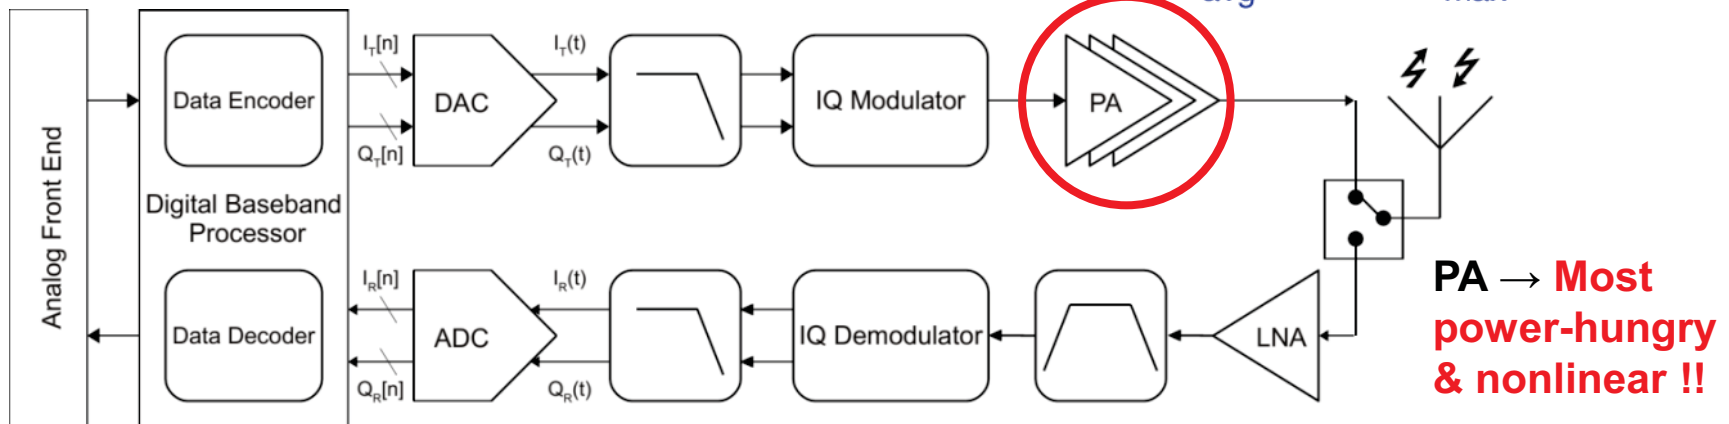 Analog Front End
Data Encoder
Digital Baseband
Processor
Data Decoder
I_T[n]
Q_T[n]
DAC
I_T(t)
Q_T(t)
IQ Modulator
PA
I_R[n]
Q_R[n]
ADC
I_R(t)
Q_R(t)
IQ Demodulator
LNA
PA → Most
power-hungry
& nonlinear !!